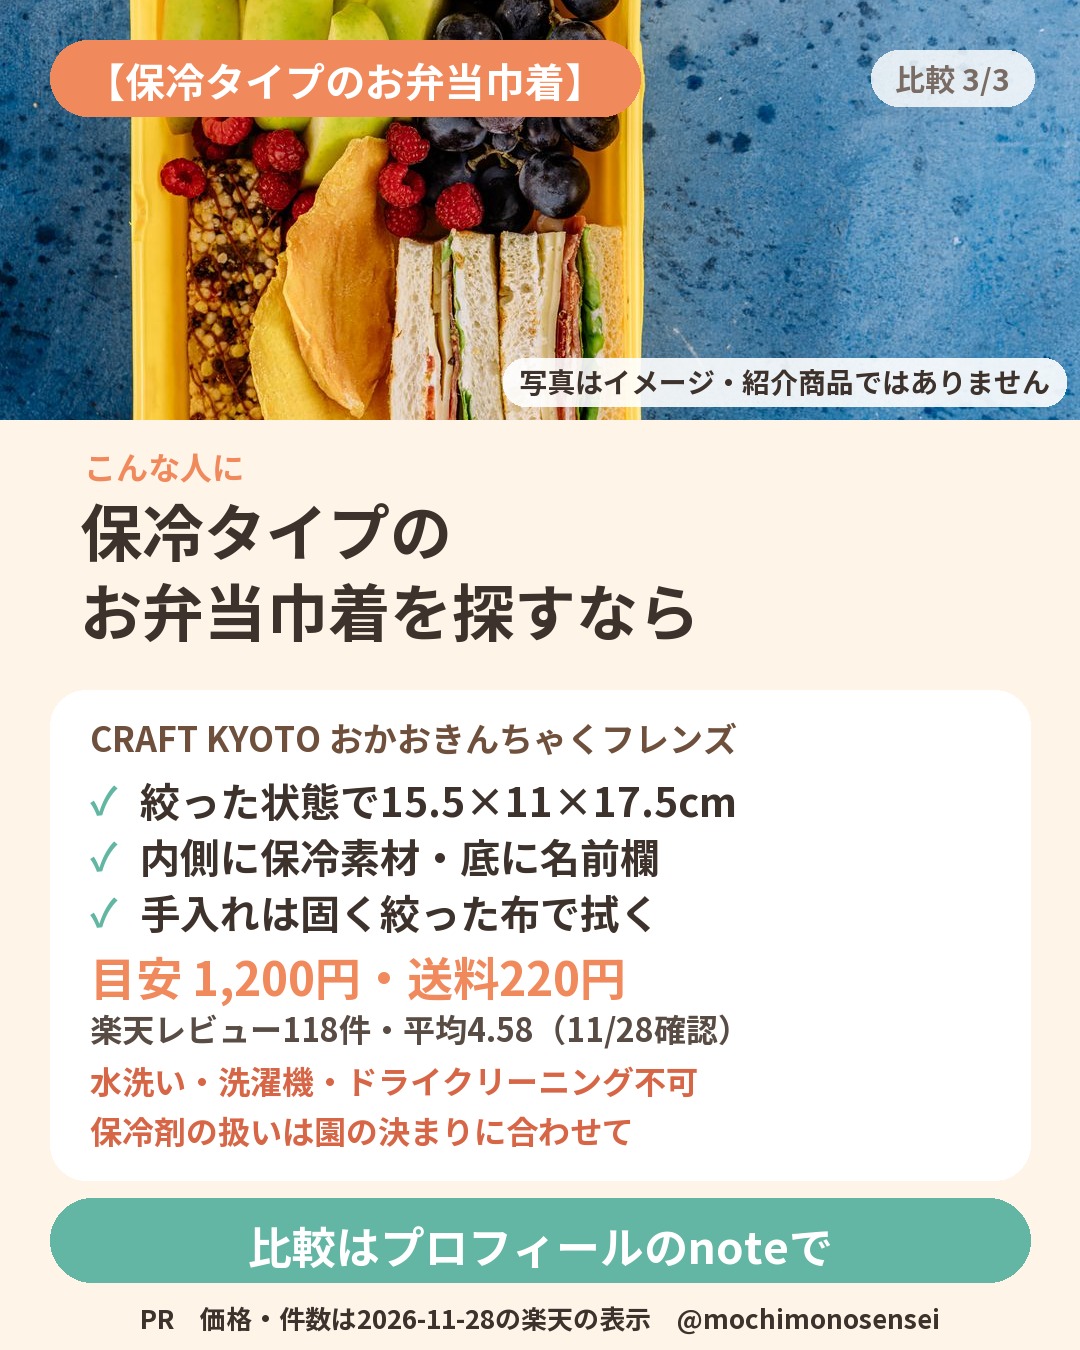 【保冷タイプのお弁当巾着】
比較 3/3
写真はイメージ・紹介商品ではありません
こんな人に
保冷タイプの
お弁当巾着を探すなら
CRAFT KYOTO おかおきんちゃくフレンズ
✓ 絞った状態で15.5×11×17.5cm
✓ 内側に保冷素材・底に名前欄
✓ 手入れは固く絞った布で拭く
目安 1,200円・送料220円
楽天レビュー118件・平均4.58（11/28確認）
水洗い・洗濯機・ドライクリーニング不可
保冷剤の扱いは園の決まりに合わせて
比較はプロフィールのnoteで
PR　価格・件数は2026-11-28の楽天の表示　@mochimonosensei